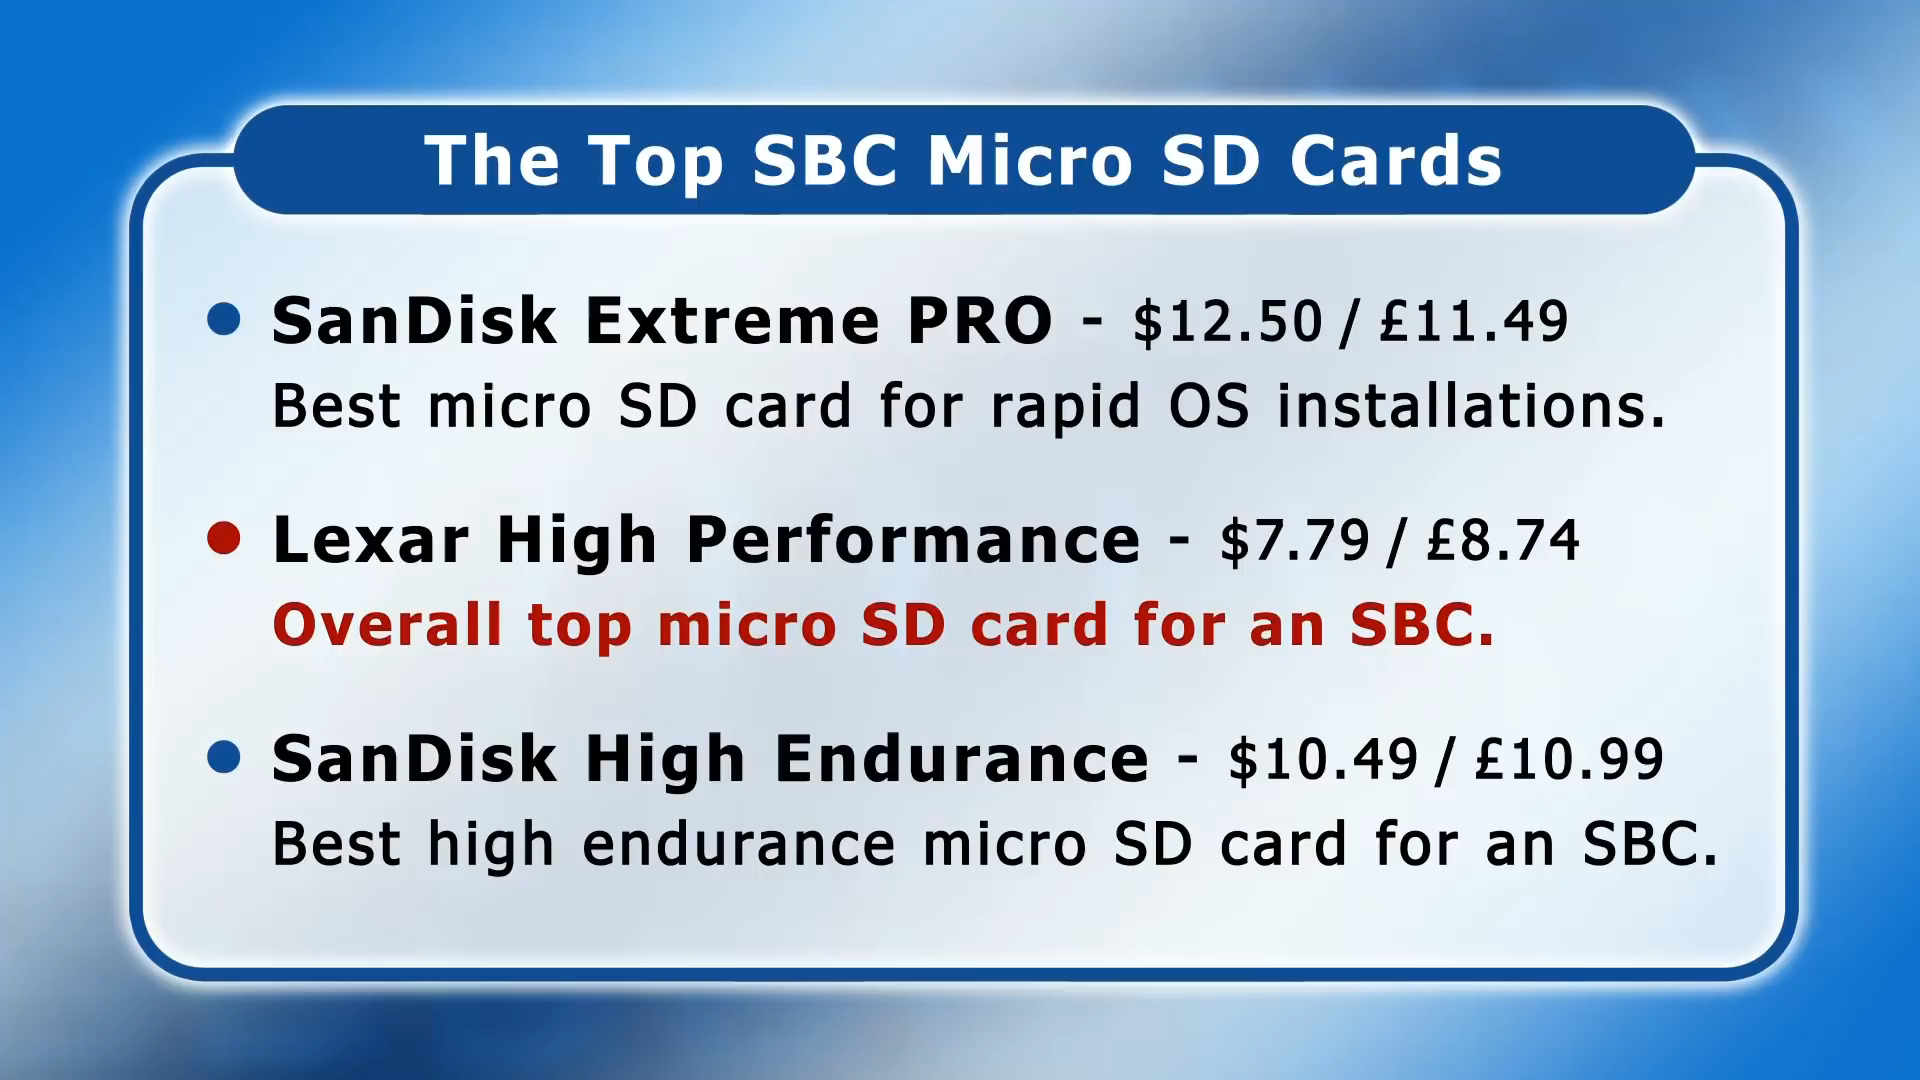 The Top SBC Micro SD Cards
SanDisk Extreme PRO - $12.50 / £11.49
Best micro SD card for rapid OS installations.
Lexar High Performance - $7.79 / £8.74
Overall top micro SD card for an SBC.
SanDisk High Endurance - $10.49 / £10.99
Best high endurance micro SD card for an SBC.